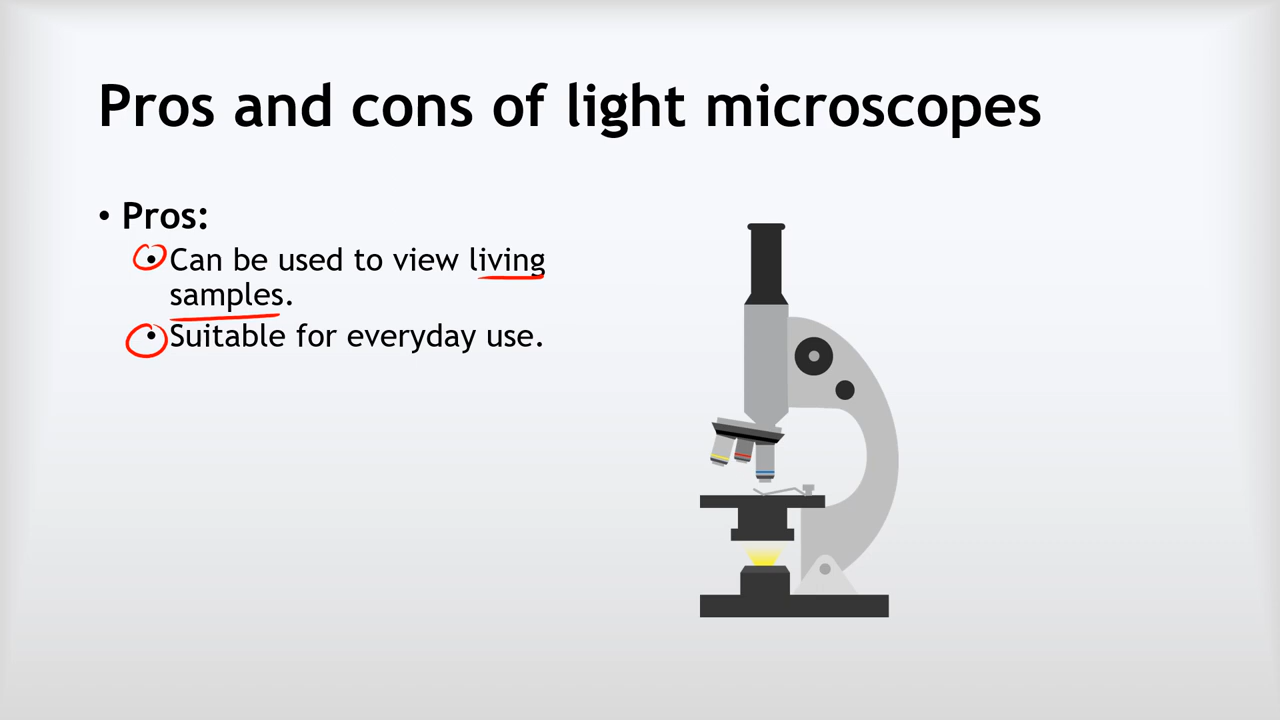 Pros and cons of light microscopes
• Pros:
• Can be used to view living
samples.
• Suitable for everyday use.